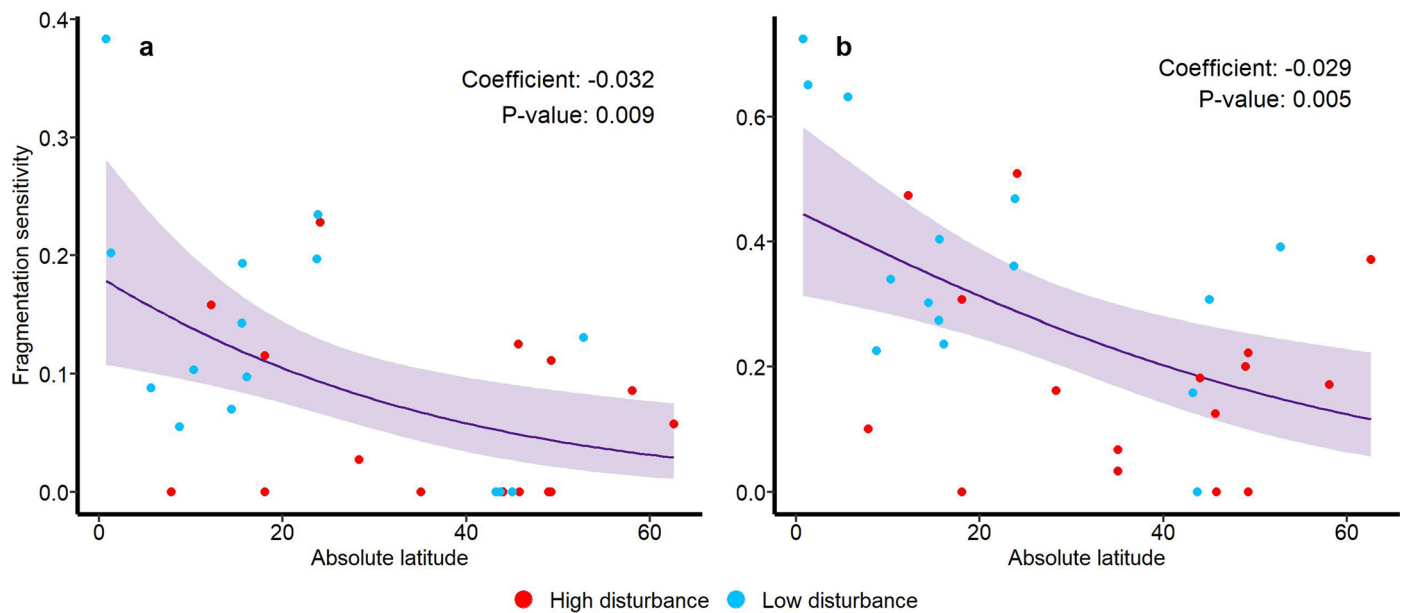 a
Coefficient: -0.032
P-value: 0.009
Fragmentation sensitivity
0.4
0.3
0.2
0.1
0.0
0
20
40
60
Absolute latitude
b
Coefficient: -0.029
P-value: 0.005
0.6
0.4
0.2
0.0
0
20
40
60
Absolute latitude
High disturbance
Low disturbance